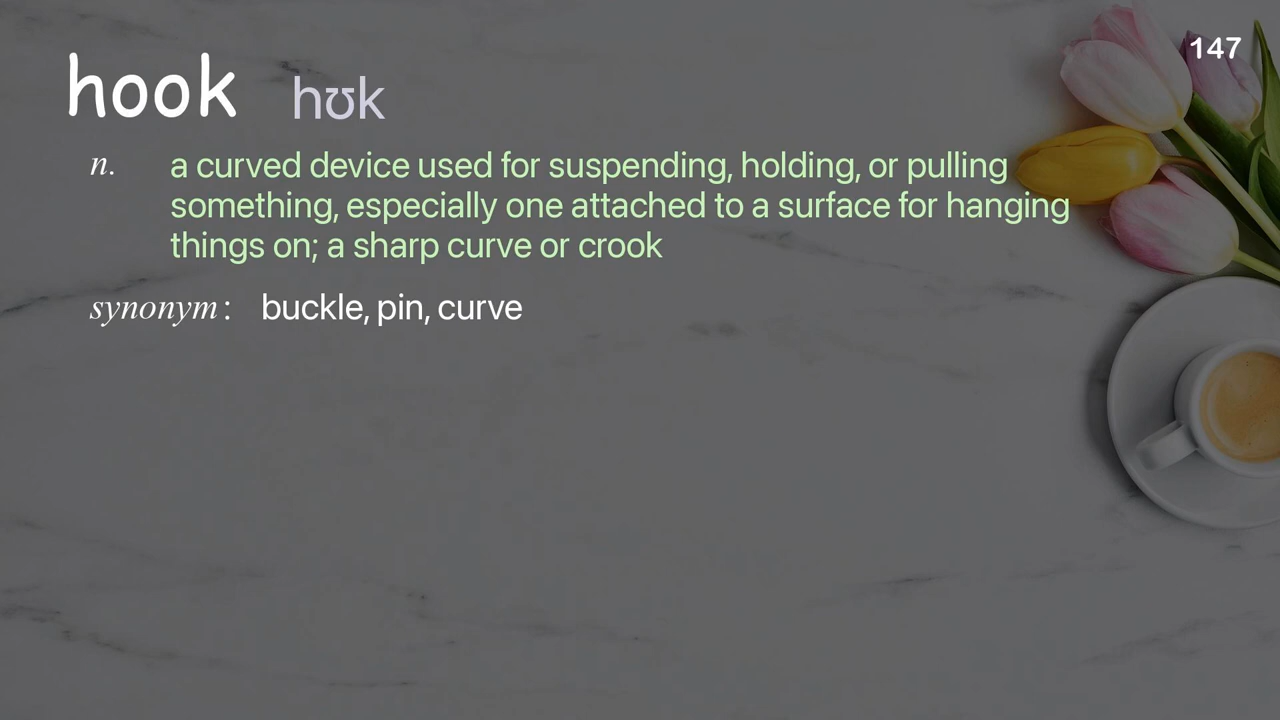 147
hook hʊk
n. a curved device used for suspending, holding, or pulling
something, especially one attached to a surface for hanging
things on; a sharp curve or crook
synonym: buckle, pin, curve